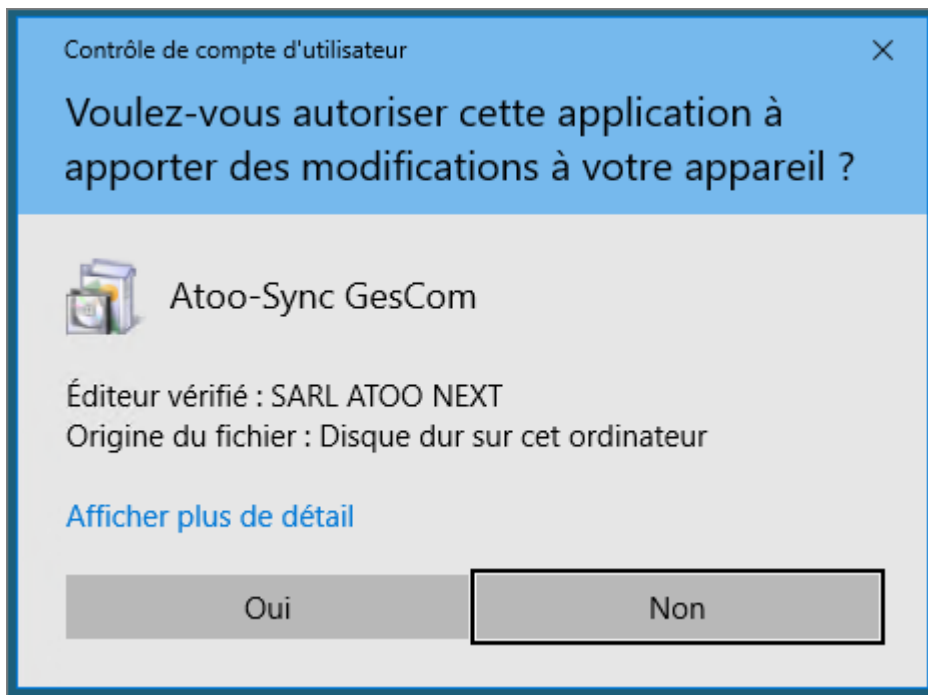 Contrôle de compte d'utilisateur
Voulez-vous autoriser cette application à
apporter des modifications à votre appareil ?
Atoo-Sync GesCom
Éditeur vérifié : SARL ATOO NEXT
Origine du fichier : Disque dur sur cet ordinateur
Afficher plus de détail
Oui
Non